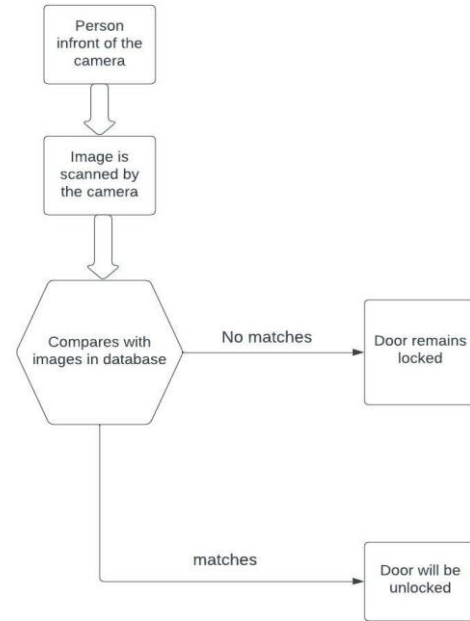 Person
infront of the
camera
Image is
scanned by
the camera
Compares with
images in database
No matches
Door remains
locked
matches
Door will be
unlocked